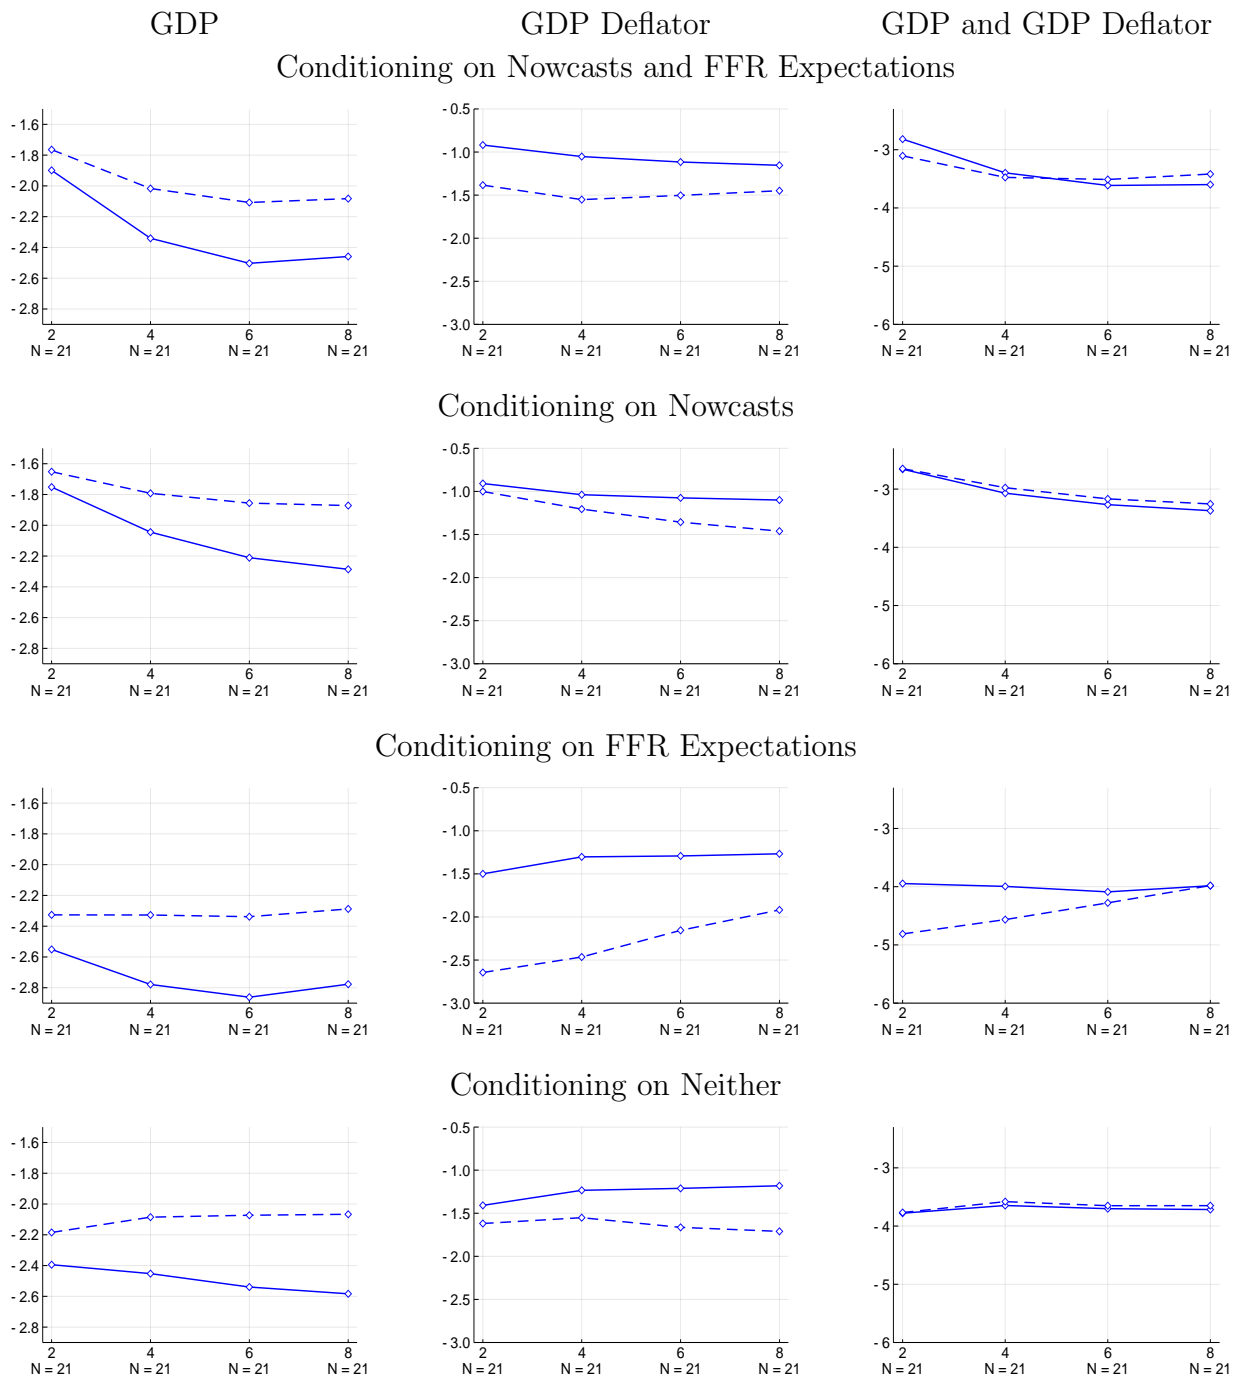 GDP GDP Deflator GDP and GDP Deflator
Conditioning on Nowcasts and FFR Expectations
- 1.6
- 1.8
- 2.0
- 2.2
- 2.4
- 2.6
- 2.8
2 4 6 8
N = 21 N = 21 N = 21 N = 21
- 0.5
- 1.0
- 1.5
- 2.0
- 2.5
- 3.0
2 4 6 8
N = 21 N = 21 N = 21 N = 21
- 3
- 4
- 5
- 6
2 4 6 8
N = 21 N = 21 N = 21 N = 21
Conditioning on Nowcasts
- 1.6
- 1.8
- 2.0
- 2.2
- 2.4
- 2.6
- 2.8
2 4 6 8
N = 21 N = 21 N = 21 N = 21
- 0.5
- 1.0
- 1.5
- 2.0
- 2.5
- 3.0
2 4 6 8
N = 21 N = 21 N = 21 N = 21
- 3
- 4
- 5
- 6
2 4 6 8
N = 21 N = 21 N = 21 N = 21
Conditioning on FFR Expectations
- 1.6
- 1.8
- 2.0
- 2.2
- 2.4
- 2.6
- 2.8
2 4 6 8
N = 21 N = 21 N = 21 N = 21
- 0.5
- 1.0
- 1.5
- 2.0
- 2.5
- 3.0
2 4 6 8
N = 21 N = 21 N = 21 N = 21
- 3
- 4
- 5
- 6
2 4 6 8
N = 21 N = 21 N = 21 N = 21
Conditioning on Neither
- 1.6
- 1.8
- 2.0
- 2.2
- 2.4
- 2.6
- 2.8
2 4 6 8
N = 21 N = 21 N = 21 N = 21
- 0.5
- 1.0
- 1.5
- 2.0
- 2.5
- 3.0
2 4 6 8
N = 21 N = 21 N = 21 N = 21
- 3
- 4
- 5
- 6
2 4 6 8
N = 21 N = 21 N = 21 N = 21